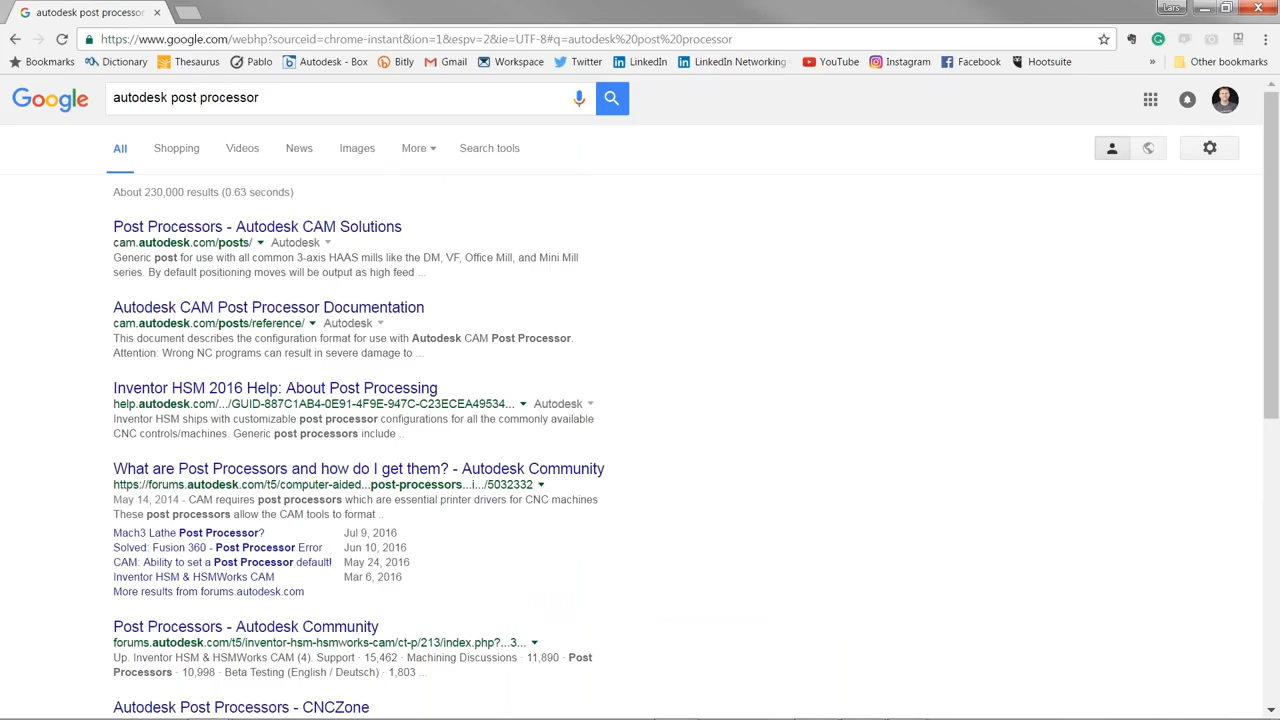 autodesk post processor
Lars
https://www.google.com/webhp?sourceid=chrome-instant&ion=1&espv=2&ie=UTF-8#q=autodesk%20post%20processor
Bookmarks Dictionary Thesaurus Pablo Autodesk - Box Bitly Gmail Workspace Twitter LinkedIn LinkedIn Networking YouTube Instagram Facebook Hootsuite » Other bookmarks
Google autodesk post processor
All Shopping Videos News Images More Search tools
About 230,000 results (0.63 seconds)
Post Processors - Autodesk CAM Solutions
cam.autodesk.com/posts/ Autodesk
Generic post for use with all common 3-axis HAAS mills like the DM, VF, Office Mill, and Mini Mill
series. By default positioning moves will be output as high feed ...
Autodesk CAM Post Processor Documentation
cam.autodesk.com/posts/reference/ Autodesk
This document describes the configuration format for use with Autodesk CAM Post Processor.
Attention: Wrong NC programs can result in severe damage to ...
Inventor HSM 2016 Help: About Post Processing
help.autodesk.com/.../GUID-887C1AB4-0E91-4F9E-947C-C23ECEA49534... Autodesk
Inventor HSM ships with customizable post processor configurations for all the commonly available
CNC controls/machines. Generic post processors include ..
What are Post Processors and how do I get them? - Autodesk Community
https://forums.autodesk.com/t5/computer-aided...post-processors...i.../5032332
May 14, 2014 - CAM requires post processors which are essential printer drivers for CNC machines
These post processors allow the CAM tools to format ..
Mach3 Lathe Post Processor? Jul 9, 2016
Solved: Fusion 360 - Post Processor Error Jun 10, 2016
CAM: Ability to set a Post Processor default! May 24, 2016
Inventor HSM & HSMWorks CAM Mar 6, 2016
More results from forums.autodesk.com
Post Processors - Autodesk Community
forums.autodesk.com/t5/inventor-hsm-hsmworks-cam/ct-p/213/index.php?...3...
Up. Inventor HSM & HSMWorks CAM (4). Support · 15,462 · Machining Discussions · 11,890 · Post
Processors · 10,998 · Beta Testing (English / Deutsch) · 1,803 ...
Autodesk Post Processors - CNCZone